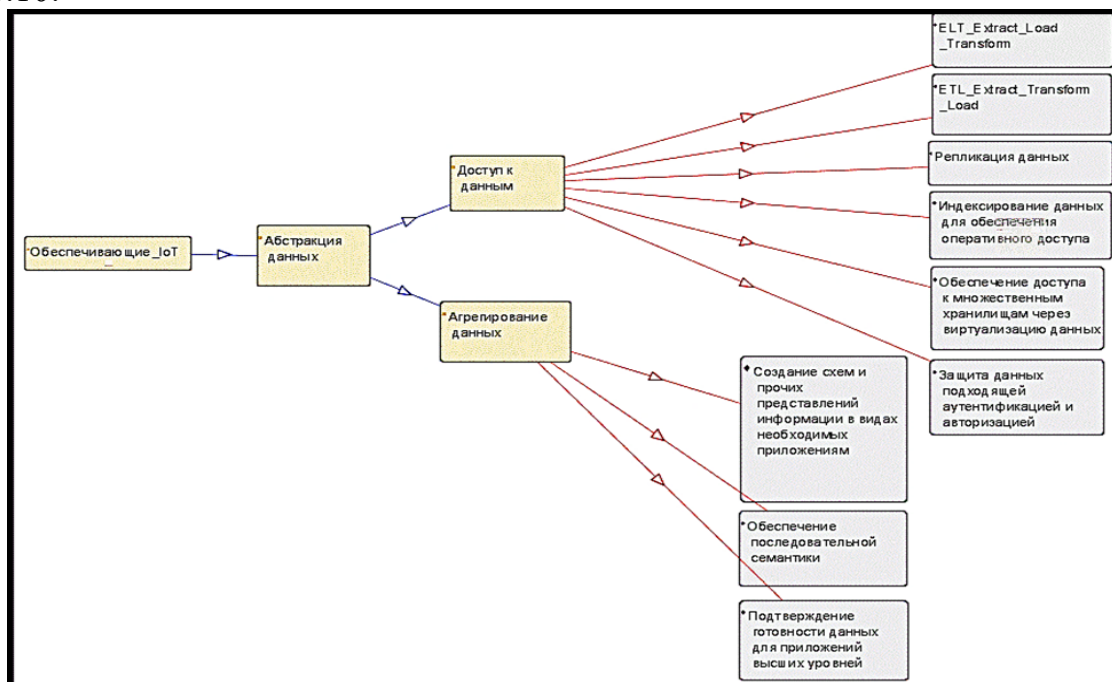 ELT_Extract_Load
_Transform
ETL_Extract_Transform
_Load
Доступ к
данным
Репликация данных
Индексирование данных
для обеспечения
оперативного доступа
Обеспечивающие_IoT
_
Абстракция
данных
Обеспечение доступа
к множественным
хранилищам через
виртуализацию данных
Агрегирование
данных
Защита данных
подходящей
аутентификацией и
авторизацией
Создание схем и
прочих
представлений
информации в видах
необходимых
приложениям
Обеспечение
последовательной
семантики
Подтверждение
готовности данных
для приложений
высших уровней